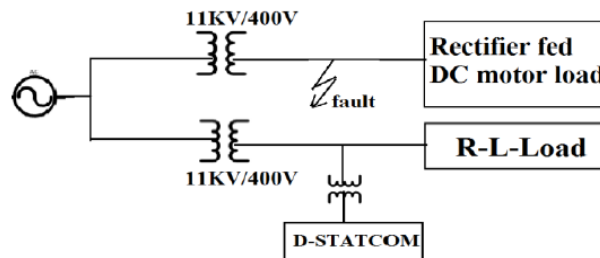 11KV/400V
Rectifier fed
DC motor load
fault
R-L-Load
11KV/400V
D-STATCOM